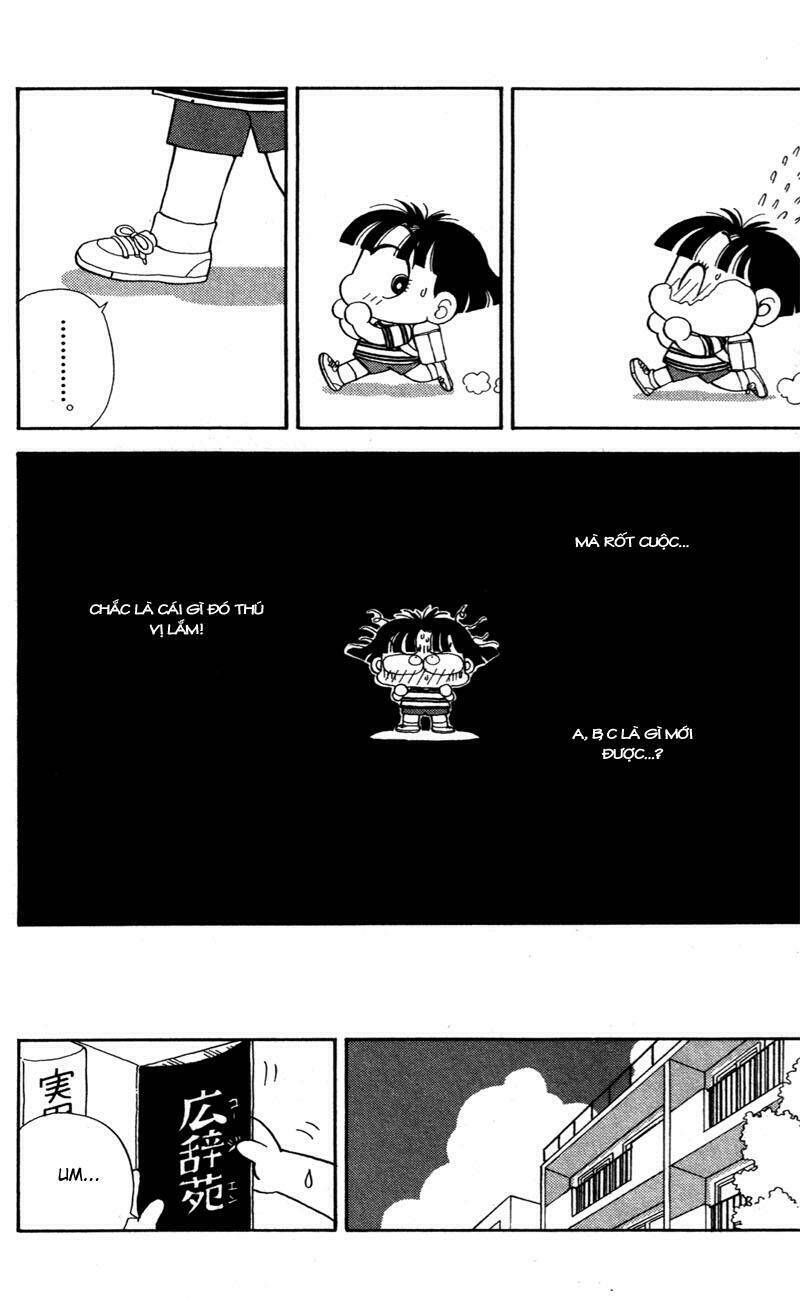 ..........。
MÀ RỐT CUỘC...
A, B, C LÀ GÌ MỚI
ĐƯỢC...?
CHẮC LÀ CÁI GÌ ĐÓ THÚ
VỊ LẮM!
広辞苑
コージエン
実用
UM...